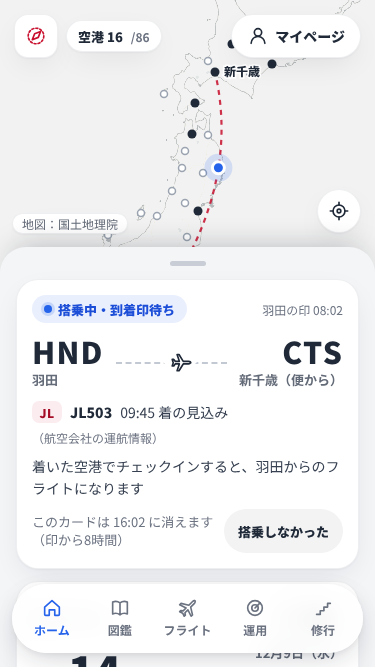 空港 16 /86
マイページ
新千歳
地図：国土地理院
搭乗中・到着印待ち
羽田の印 08:02
HND
CTS
羽田
新千歳（便から）
JL JL503 09:45 着の見込み
（航空会社の運航情報）
着いた空港でチェックインすると、羽田からのフ
ライトになります
このカードは 16:02 に消えます
（印から8時間）
搭乗しなかった
ホーム
図鑑
フライト
運用
修行
12月9日（水）